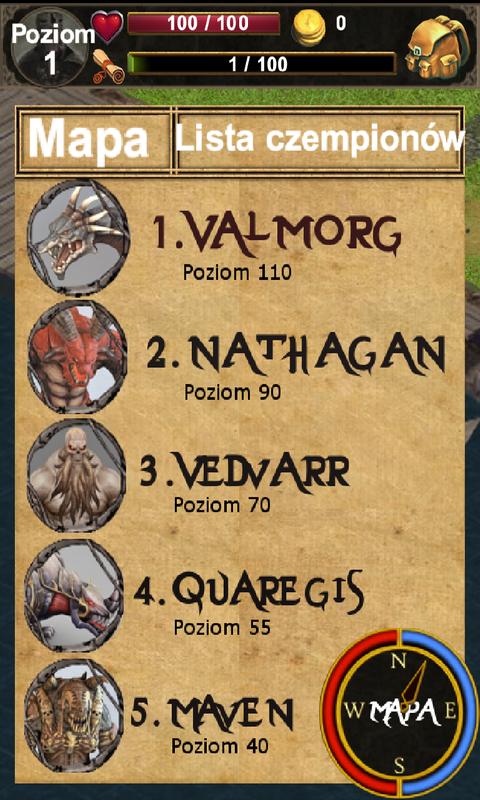 Poziom
1
100 / 100
0
1 / 100
Mapa
Lista czempionów
1. VALMORG
Poziom 110
2. NATHAGAN
Poziom 90
3. VEDVARR
Poziom 70
4. QUAREGIS
Poziom 55
5. MAVEN
Poziom 40
N
W MAPA E
S